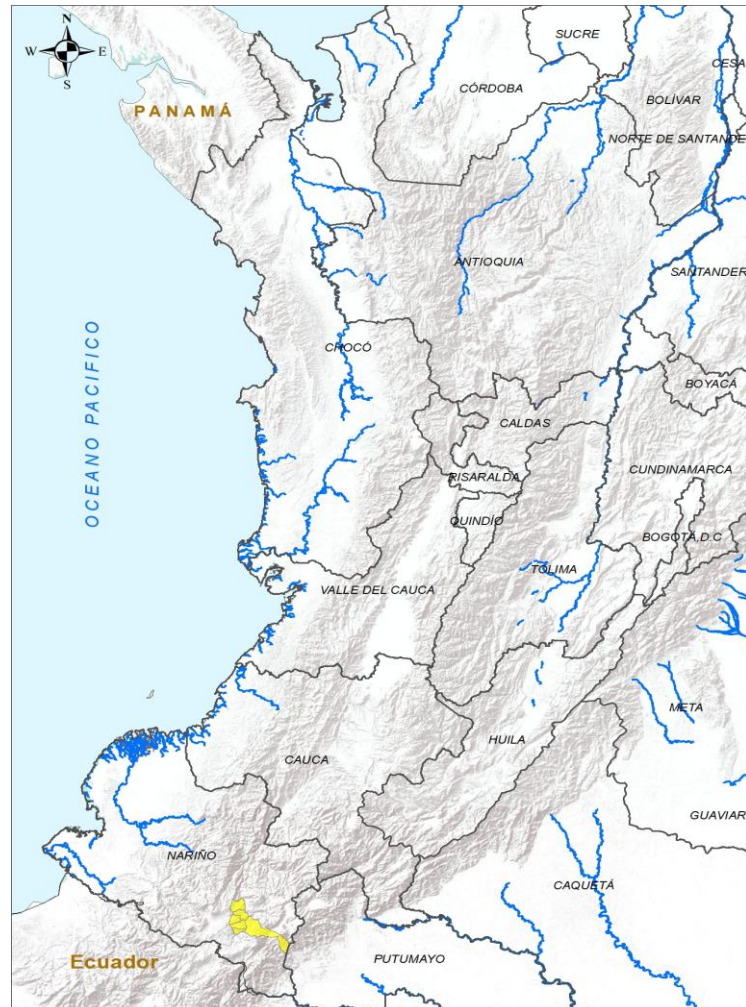 N
W E
S
SUCRE
CESA
CÓRDOBA
BOLÍVAR
PANAMÁ
NORTE DE SANTANDE
ANTIOQUIA
SANTANDER
OCEANO PACIFICO
CHOCÓ
BOYACÁ
CALDAS
CUNDINAMARCA
RISARALDA
QUINDÍO
BOGOTÁ, D.C
TOLIMA
VALLE DEL CAUCA
META
HUILA
CAUCA
GUAVIAR
NARIÑO
CAQUETÁ
Ecuador
PUTUMAYO